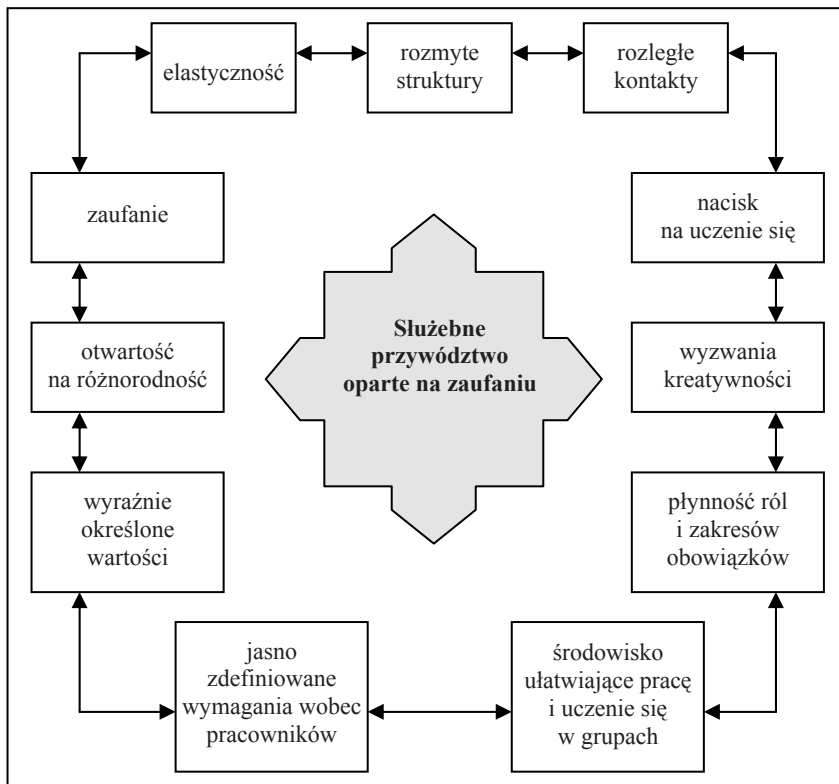 elastyczność
rozmyte
struktury
rozległe
kontakty
zaufanie
nacisk
na uczenie się
Służebne
przywództwo
oparte na zaufaniu
otwartość
na różnorodność
wyzwania
kreatywności
wyraźnie
określone
wartości
płynność ról
i zakresów
obowiązków
jasno
zdefiniowane
wymagania wobec
pracowników
środowisko
ułatwiające pracę
i uczenie się
w grupach